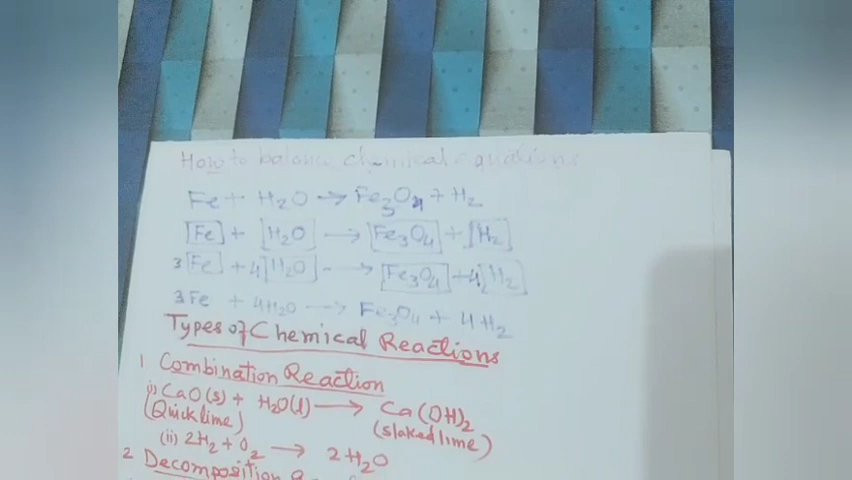 How to balance chemical equations
Fe + H₂O → Fe₃O₄ + H₂
[Fe] + [H₂O] → [Fe₃O₄] + [H₂]
3[Fe] + 4[H₂O] → [Fe₃O₄] + 4[H₂]
3Fe + 4H₂O → Fe₃O₄ + 4H₂
Types of Chemical Reactions
1 Combination Reaction
i) CaO(s) + H₂O(l) → Ca(OH)₂
(Quicklime) (slaked lime)
(ii) 2H₂ + O₂ → 2H₂O
2 Decomposition